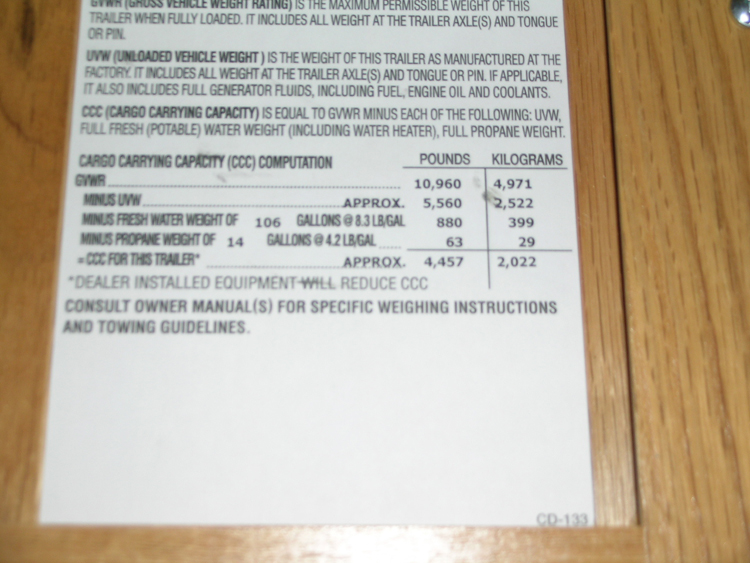 GVWR (GROSS VEHICLE WEIGHT RATING) IS THE MAXIMUM PERMISSIBLE WEIGHT OF THIS
TRAILER WHEN FULLY LOADED. IT INCLUDES ALL WEIGHT AT THE TRAILER AXLE(S) AND TONGUE
OR PIN.
UVW (UNLOADED VEHICLE WEIGHT ) IS THE WEIGHT OF THIS TRAILER AS MANUFACTURED AT THE
FACTORY. IT INCLUDES ALL WEIGHT AT THE TRAILER AXLE(S) AND TONGUE OR PIN. IF APPLICABLE,
IT ALSO INCLUDES FULL GENERATOR FLUIDS, INCLUDING FUEL, ENGINE OIL AND COOLANTS.
CCC (CARGO CARRYING CAPACITY) IS EQUAL TO GVWR MINUS EACH OF THE FOLLOWING: UVW,
FULL FRESH (POTABLE) WATER WEIGHT (INCLUDING WATER HEATER), FULL PROPANE WEIGHT.
CARGO CARRYING CAPACITY (CCC) COMPUTATION POUNDS KILOGRAMS
GVWR 10,960 4,971
MINUS UVW APPROX. 5,560 2,522
MINUS FRESH WATER WEIGHT OF 106 GALLONS @ 8.3 LB/GAL 880 399
MINUS PROPANE WEIGHT OF 14 GALLONS @ 4.2 LB/GAL 63 29
= CCC FOR THIS TRAILER* APPROX. 4,457 2,022
*DEALER INSTALLED EQUIPMENT WILL REDUCE CCC
CONSULT OWNER MANUAL(S) FOR SPECIFIC WEIGHING INSTRUCTIONS
AND TOWING GUIDELINES.
CD-133